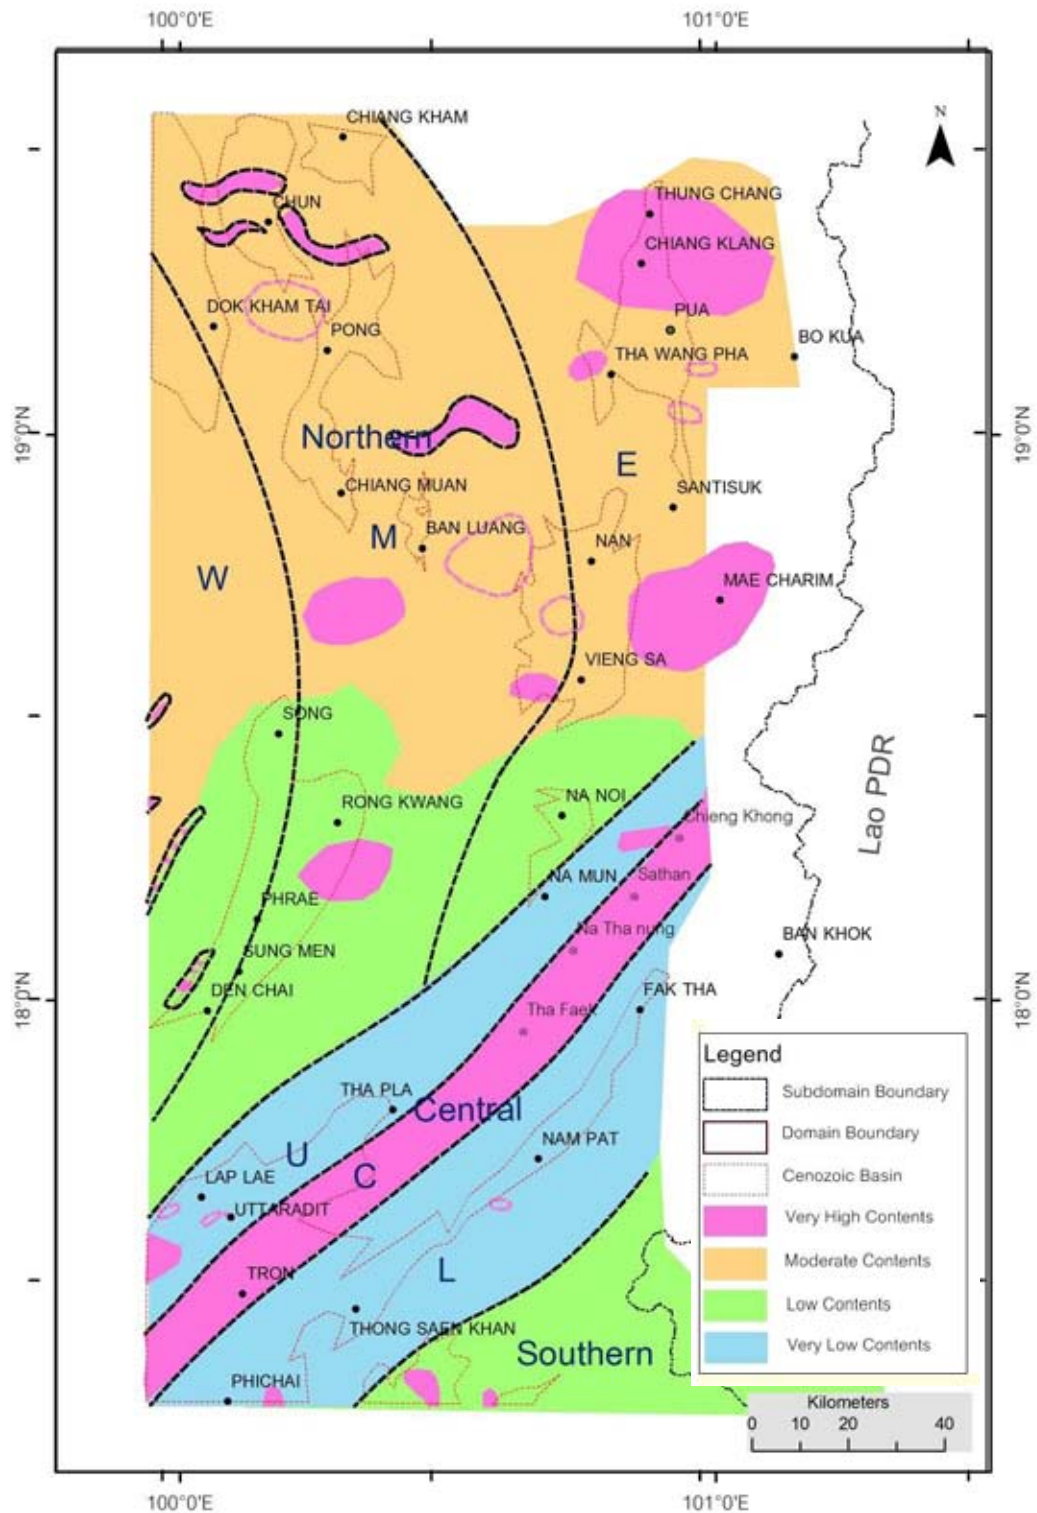 100°0'E 101°0'E
N
CHIANG KHAM
THUNG CHANG
CHUN
CHIANG KLANG
DOK KHAM TAI
PUA
PONG
BO KUA
THA WANG PHA
19°0'N
Northern
19°0'N
E
CHIANG MUAN
SANTISUK
BAN LUANG
M
NAN
W
MAE CHARIM
VIENG SA
SONG
Lao PDR
RONG KWANG
NA NOI
Chieng Khong
NA MUN
Sathan
PHRAE
Na Tha nung
BAN KHOK
SUNG MEN
DEN CHAI
FAK THA
18°0'N
18°0'N
Tha Faek
THA PLA
Central
NAM PAT
U
C
LAP LAE
UTTARADIT
L
TRON
THONG SAEN KHAN
Southern
PHICHAI
Legend
Subdomain Boundary
Domain Boundary
Cenozoic Basin
Very High Contents
Moderate Contents
Low Contents
Very Low Contents
Kilometers
0 10 20 40
100°0'E 101°0'E